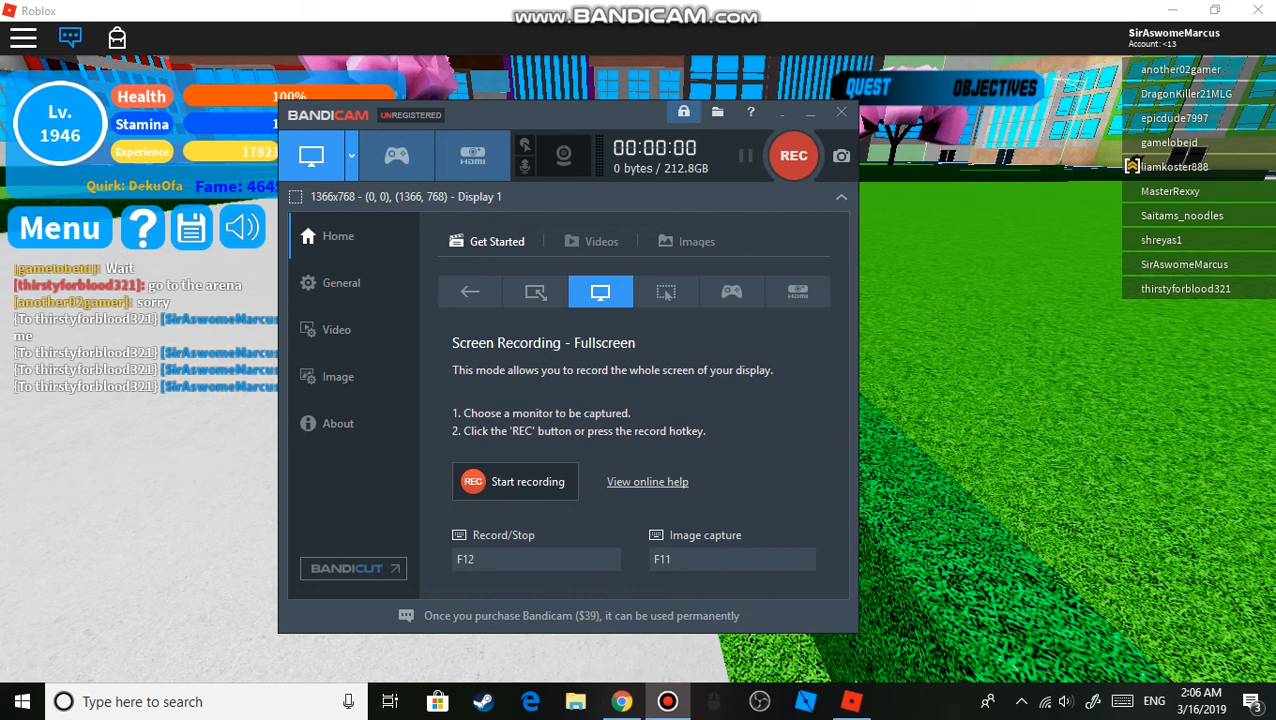 Roblox
www.BANDICAM.com
SirAswomeMarcus
Account: <13
Lv.
1946
Health
100%
Stamina
1
Experience
17823
Quirk: DekuOfa
Fame: 4645
Menu
?
QUEST OBJECTIVES
another02gamer
DragonKiller21MLG
epicdude7997
gamelobejd
liamkoster888
MasterRexxy
Saitams_noodles
shreyas1
SirAswomeMarcus
thirstyforblood321
Wait
[thirstyforblood321]: go to the arena
[another02gamer]: sorry
[To thirstyforblood321] [SirAswomeMarcus
me
[To thirstyforblood321] [SirAswomeMarcus
[To thirstyforblood321] [SirAswomeMarcus
[To thirstyforblood321] [SirAswomeMarcus
BANDICAM UNREGISTERED
?
HDMI
00:00:00
0 bytes / 212.8GB
REC
1366x768 - (0, 0), (1366, 768) - Display 1
Home
General
Video
Image
About
BANDICUT
Get Started
Videos
Images
HDMI
Screen Recording - Fullscreen
This mode allows you to record the whole screen of your display.
1. Choose a monitor to be captured.
2. Click the 'REC' button or press the record hotkey.
REC Start recording
View online help
Record/Stop
F12
Image capture
F11
Once you purchase Bandicam ($39), it can be used permanently
Type here to search
ENG
2:06 AM
3/16/2019
3